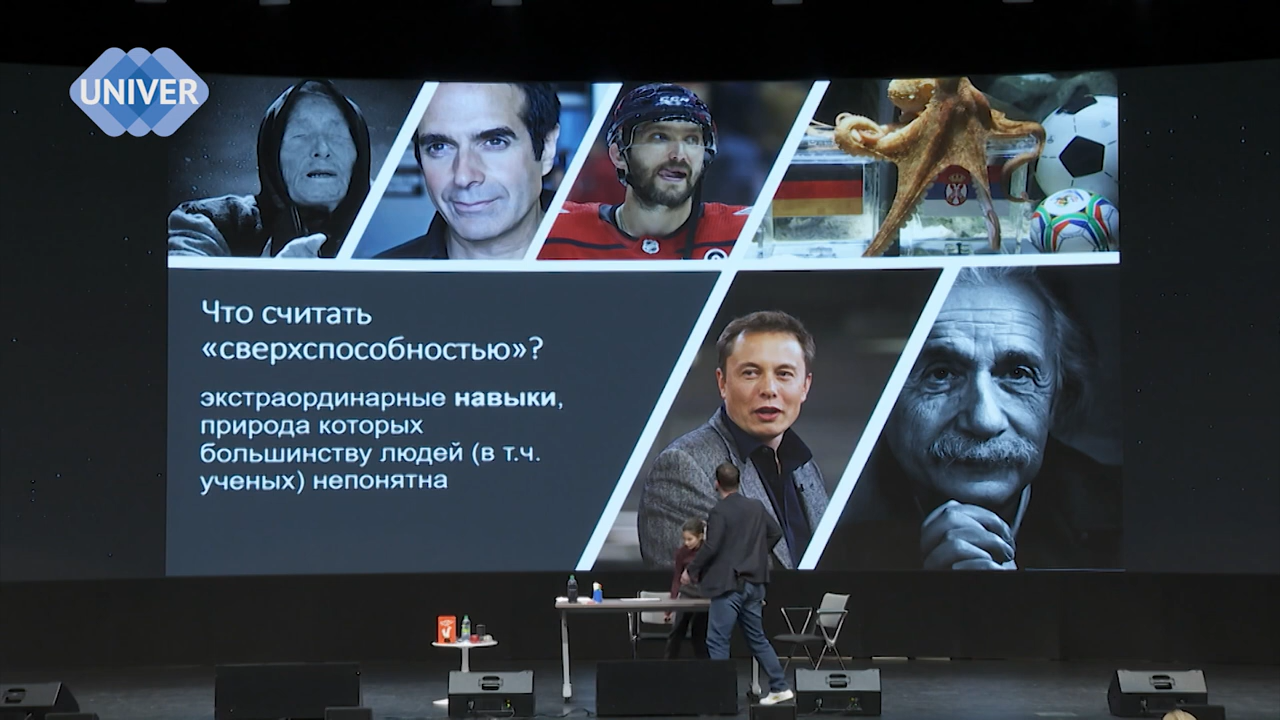 UNIVER
Что считать
«сверхспособностью»?
экстраординарные навыки,
природа которых
большинству людей (в т.ч.
ученых) непонятна